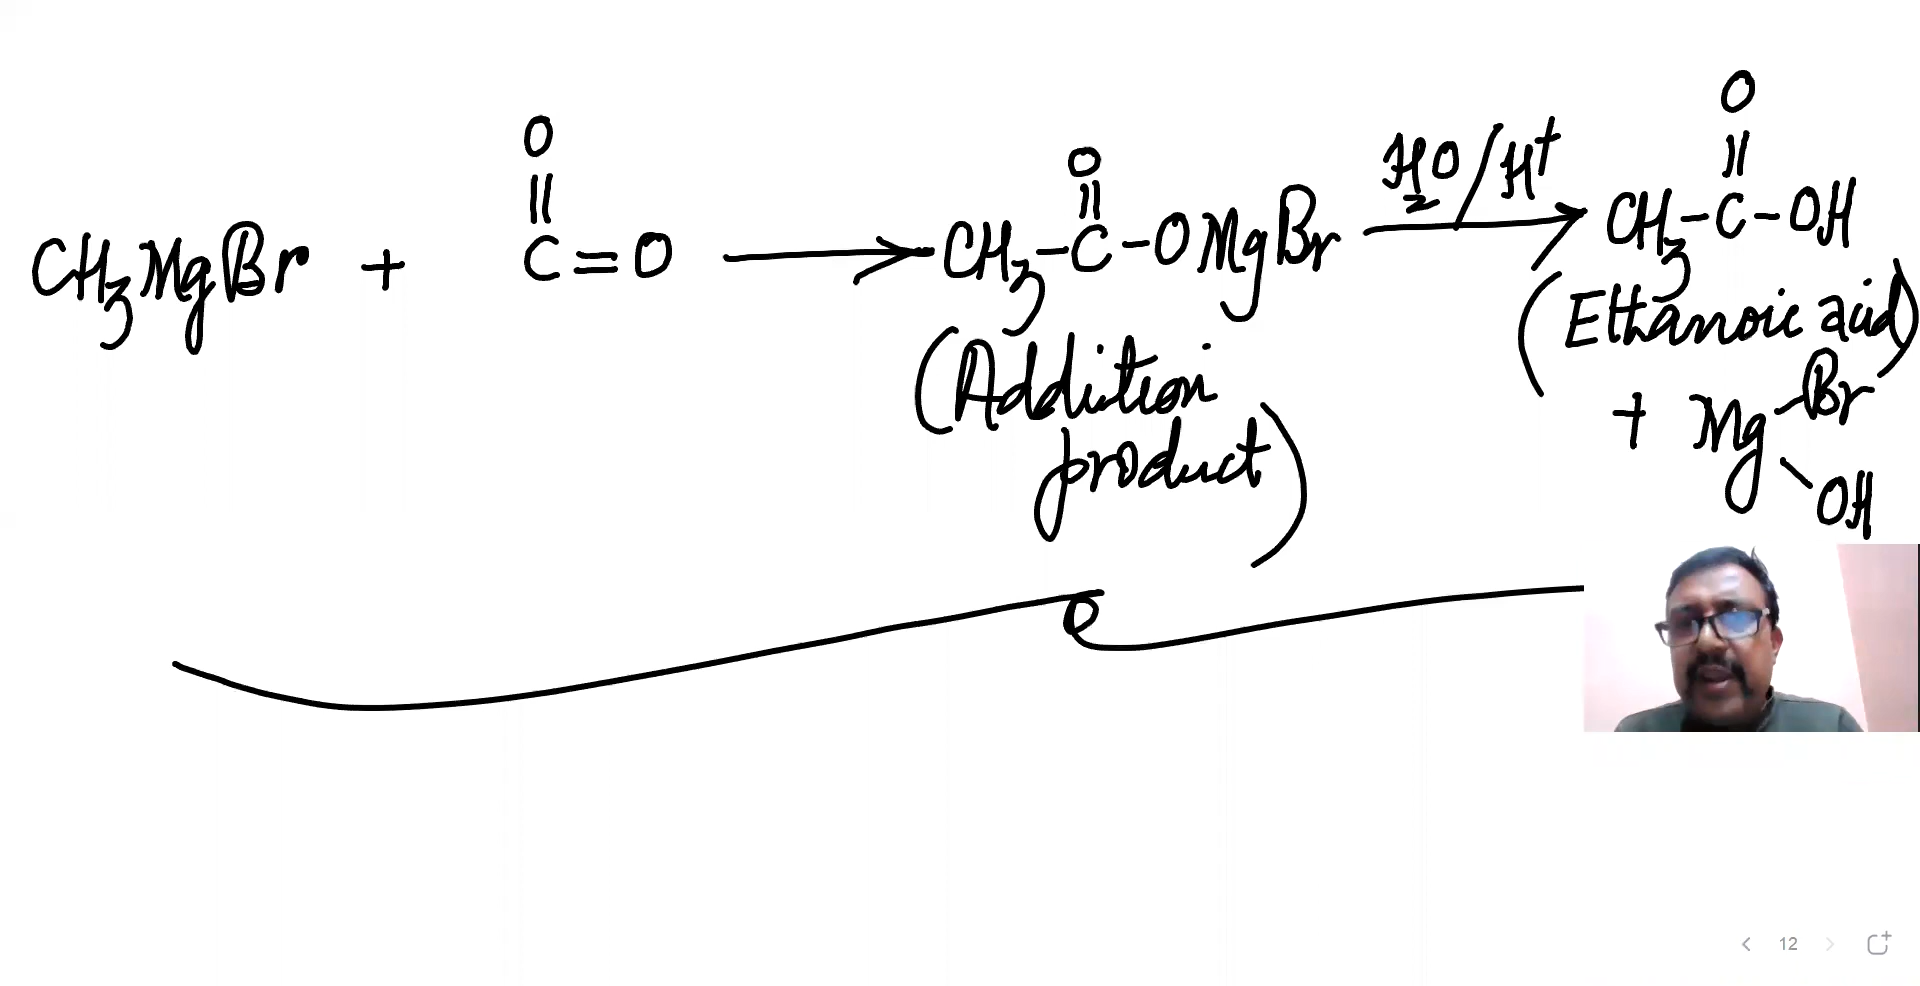 O
||
CH3MgBr + C=O → CH3-C-OMgBr H2O/H+ → CH3-C-OH
O
||
O
||
(Addition
product)
(Ethanoic acid)
+ Mg-Br
\OH
12